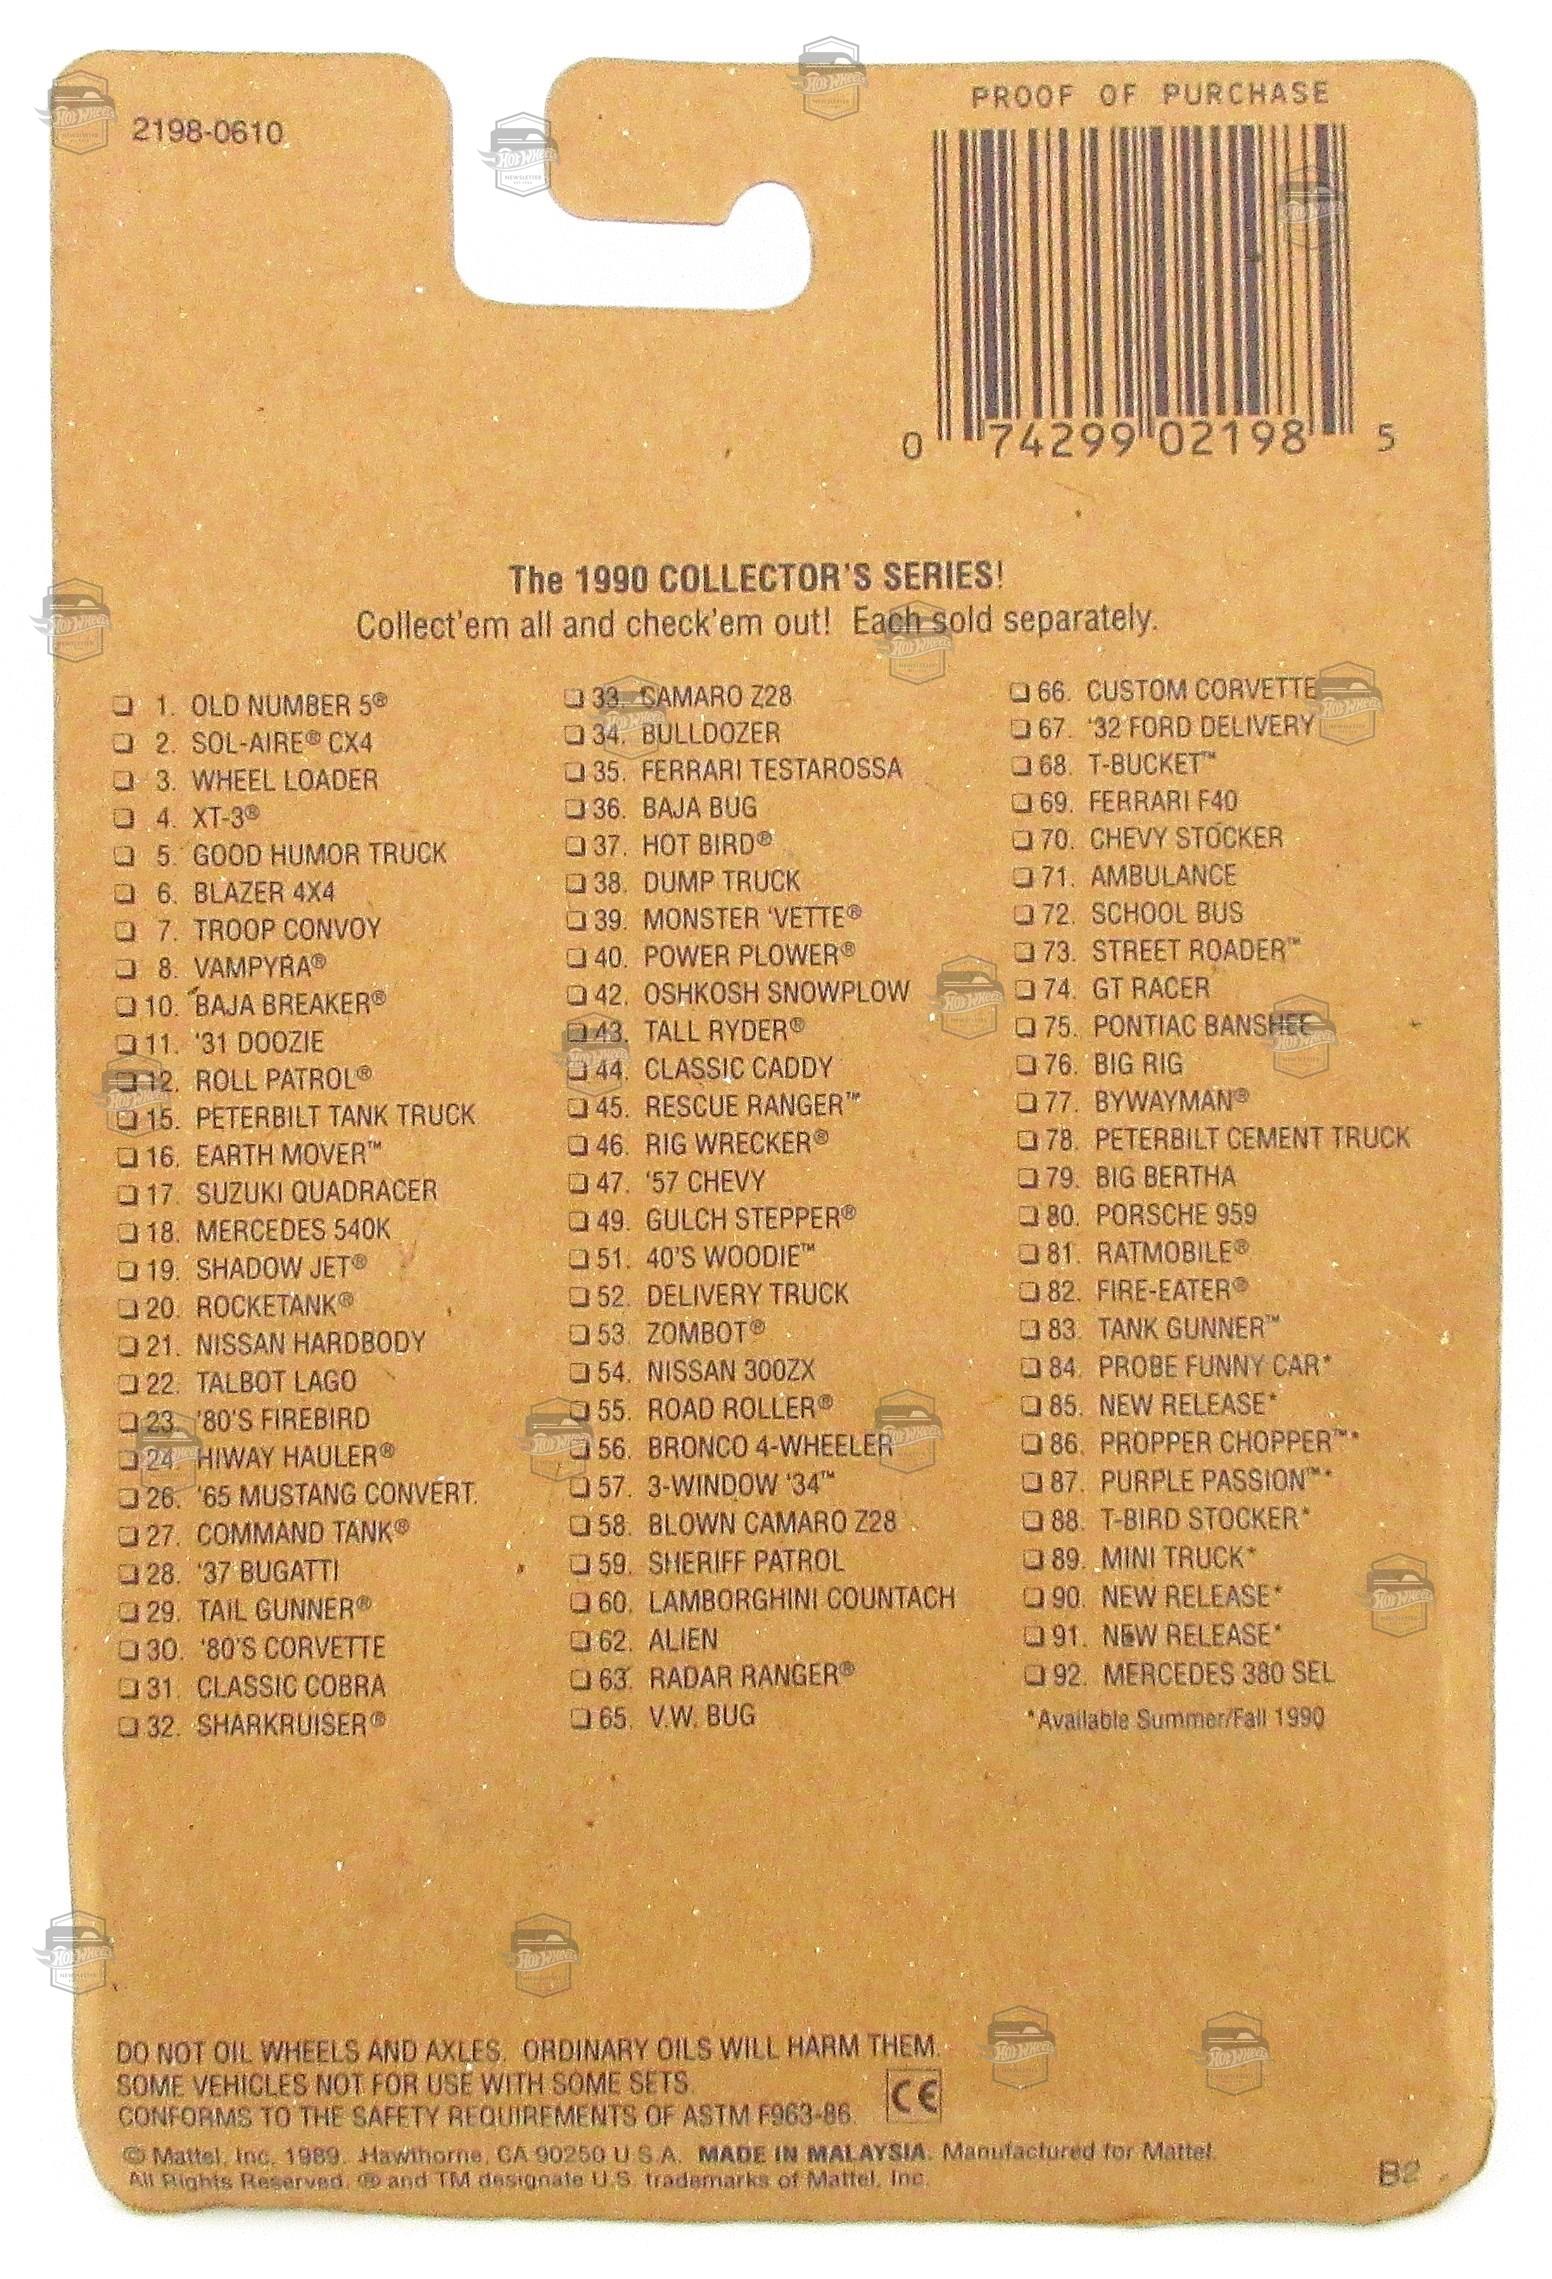 PROOF OF PURCHASE
2198-0610
0 74299 02198 5
The 1990 COLLECTOR'S SERIES!
Collect'em all and check'em out! Each sold separately.
❏ 1. OLD NUMBER 5®
❏ 2. SOL-AIRE® CX4
❏ 3. WHEEL LOADER
❏ 4. XT-3®
❏ 5. GOOD HUMOR TRUCK
❏ 6. BLAZER 4X4
❏ 7. TROOP CONVOY
❏ 8. VAMPYRA®
❏ 10. BAJA BREAKER®
❏ 11. '31 DOOZIE
❏ 12. ROLL PATROL®
❏ 15. PETERBILT TANK TRUCK
❏ 16. EARTH MOVER™
❏ 17. SUZUKI QUADRACER
❏ 18. MERCEDES 540K
❏ 19. SHADOW JET®
❏ 20. ROCKETANK®
❏ 21. NISSAN HARDBODY
❏ 22. TALBOT LAGO
❏ 23. '80'S FIREBIRD
❏ 24. HIWAY HAULER®
❏ 26. '65 MUSTANG CONVERT.
❏ 27. COMMAND TANK®
❏ 28. '37 BUGATTI
❏ 29. TAIL GUNNER®
❏ 30. '80'S CORVETTE
❏ 31. CLASSIC COBRA
❏ 32. SHARKRUISER®
❏ 33. CAMARO Z28
❏ 34. BULLDOZER
❏ 35. FERRARI TESTAROSSA
❏ 36. BAJA BUG
❏ 37. HOT BIRD®
❏ 38. DUMP TRUCK
❏ 39. MONSTER 'VETTE®
❏ 40. POWER PLOWER®
❏ 42. OSHKOSH SNOWPLOW
❏ 43. TALL RYDER®
❏ 44. CLASSIC CADDY
❏ 45. RESCUE RANGER™
❏ 46. RIG WRECKER®
❏ 47. '57 CHEVY
❏ 49. GULCH STEPPER®
❏ 51. 40'S WOODIE™
❏ 52. DELIVERY TRUCK
❏ 53. ZOMBOT®
❏ 54. NISSAN 300ZX
❏ 55. ROAD ROLLER®
❏ 56. BRONCO 4-WHEELER
❏ 57. 3-WINDOW '34™
❏ 58. BLOWN CAMARO Z28
❏ 59. SHERIFF PATROL
❏ 60. LAMBORGHINI COUNTACH
❏ 62. ALIEN
❏ 63. RADAR RANGER®
❏ 65. V.W. BUG
❏ 66. CUSTOM CORVETTE
❏ 67. '32 FORD DELIVERY
❏ 68. T-BUCKET™
❏ 69. FERRARI F40
❏ 70. CHEVY STOCKER
❏ 71. AMBULANCE
❏ 72. SCHOOL BUS
❏ 73. STREET ROADER™
❏ 74. GT RACER
❏ 75. PONTIAC BANSHEE
❏ 76. BIG RIG
❏ 77. BYWAYMAN®
❏ 78. PETERBILT CEMENT TRUCK
❏ 79. BIG BERTHA
❏ 80. PORSCHE 959
❏ 81. RATMOBILE®
❏ 82. FIRE-EATER®
❏ 83. TANK GUNNER™
❏ 84. PROBE FUNNY CAR*
❏ 85. NEW RELEASE*
❏ 86. PROPPER CHOPPER™*
❏ 87. PURPLE PASSION™*
❏ 88. T-BIRD STOCKER*
❏ 89. MINI TRUCK*
❏ 90. NEW RELEASE*
❏ 91. NEW RELEASE*
❏ 92. MERCEDES 380 SEL
*Available Summer/Fall 1990
DO NOT OIL WHEELS AND AXLES. ORDINARY OILS WILL HARM THEM.
SOME VEHICLES NOT FOR USE WITH SOME SETS.
CONFORMS TO THE SAFETY REQUIREMENTS OF ASTM F963-86. CE
© Mattel, Inc. 1989. Hawthorne, CA 90250 U.S.A. MADE IN MALAYSIA. Manufactured for Mattel.
All Rights Reserved. ® and TM designate U.S. trademarks of Mattel, Inc.
B2